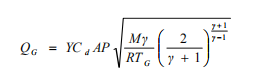 Q_G = YC_d AP √( Mγ / RT_G ( 2 / γ + 1 )^( γ+1 / γ−1 ) )